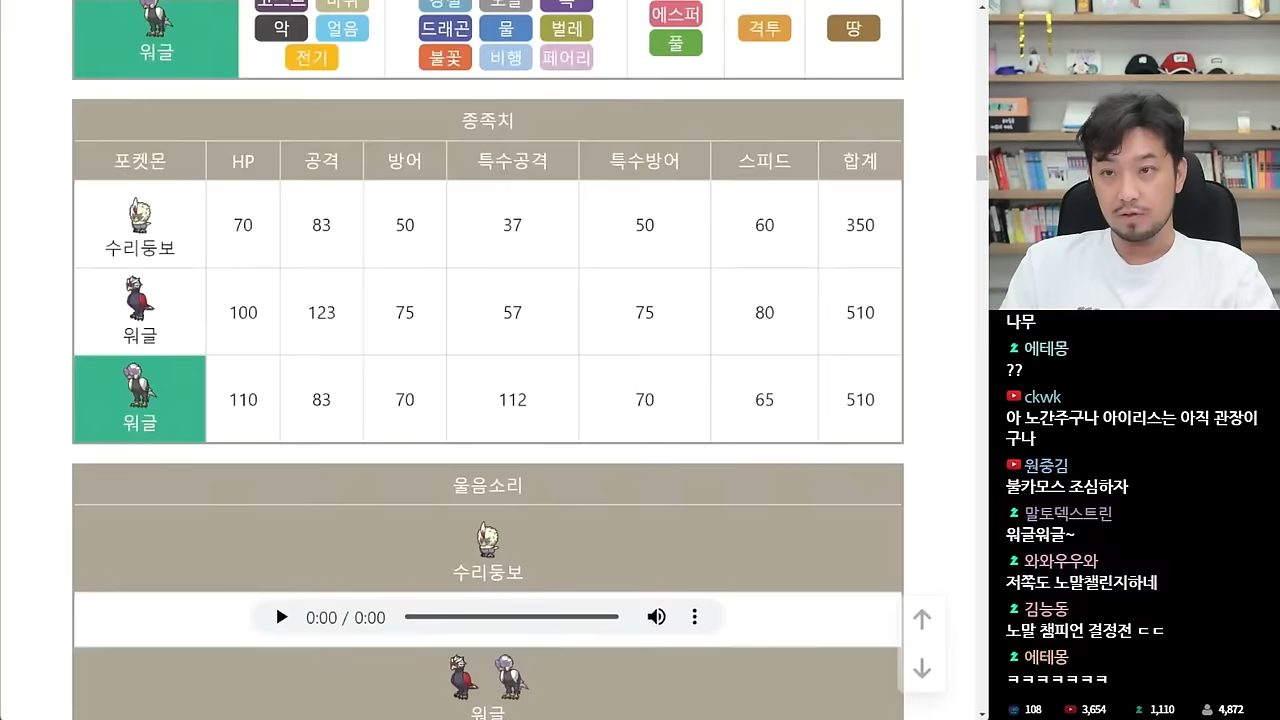 에스퍼
악 얼음 드래곤 물 벌레 격투 땅
풀
워글
전기 불꽃 비행 페어리
종족치
포켓몬 HP 공격 방어 특수공격 특수방어 스피드 합계
70 83 50 37 50 60 350
수리둥보
100 123 75 57 75 80 510
워글
110 83 70 112 70 65 510
워글
울음소리
수리둥보
0:00 / 0:00
워글
나무
에테몽
??
ckwk
아 노간주구나 아이리스는 아직 관장이
구나
원중김
불카모스 조심하자
말토덱스트린
워글워글~
와와우우와
저쪽도 노말챌린지하네
김능동
노말 챔피언 결정전 ㄷㄷ
에테몽
ㅋㅋㅋㅋㅋㅋㅋ
108 3,654 1,110 4,872